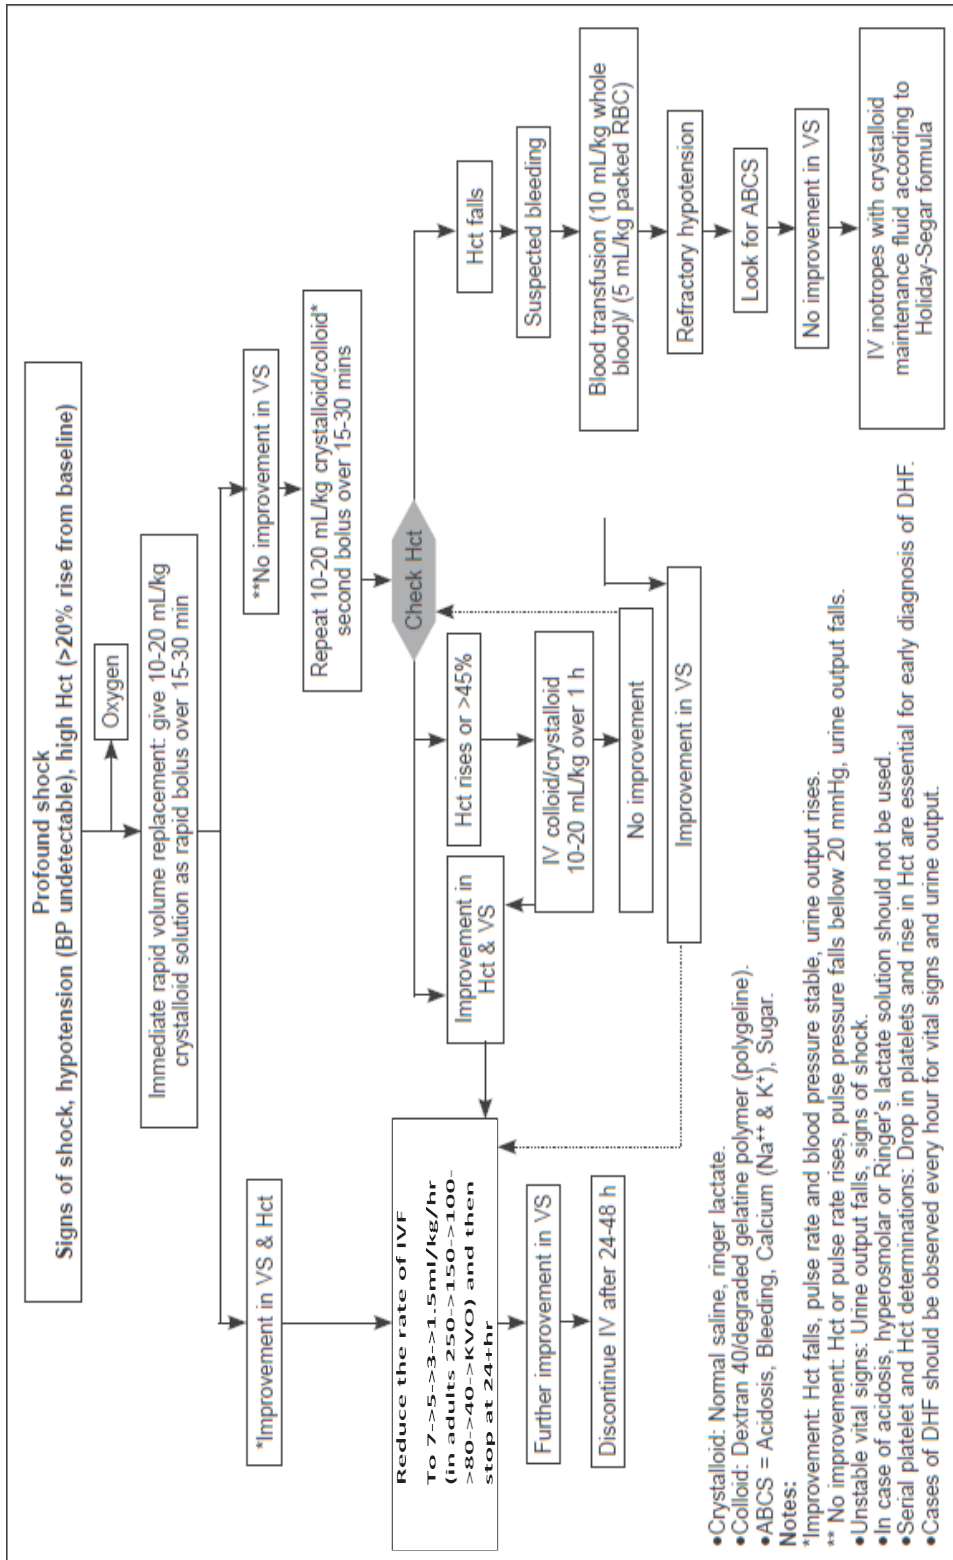 Profound shock
Signs of shock, hypotension (BP undetectable), high Hct (>20% rise from baseline)
Oxygen
Immediate rapid volume replacement: give 10-20 mL/kg
crystalloid solution as rapid bolus over 15-30 min
*Improvement in VS & Hct
**No improvement in VS
Repeat 10-20 mL/kg crystalloid/colloid*
second bolus over 15-30 mins
Check Hct
Reduce the rate of IVF
To 7->5->3->1.5ml/kg/hr
(in adults 250->150->100-
>80->40->KVO) and then
stop at 24+hr
Further improvement in VS
Discontinue IV after 24-48 h
Improvement in
Hct & VS
Hct rises or >45%
IV colloid/crystalloid
10-20 mL/kg over 1 h
No improvement
Improvement in VS
Hct falls
Suspected bleeding
Blood transfusion (10 mL/kg whole
blood)/ (5 mL/kg packed RBC)
Refractory hypotension
Look for ABCS
No improvement in VS
IV inotropes with crystalloid
maintenance fluid according to
Holiday-Segar formula
•Crystalloid: Normal saline, ringer lactate.
•Colloid: Dextran 40/degraded gelatine polymer (polygeline).
•ABCS = Acidosis, Bleeding, Calcium (Na⁺⁺ & K⁺), Sugar.
Notes:
*Improvement: Hct falls, pulse rate and blood pressure stable, urine output rises.
** No improvement: Hct or pulse rate rises, pulse pressure falls bellow 20 mmHg, urine output falls.
•Unstable vital signs: Urine output falls, signs of shock.
•In case of acidosis, hyperosmolar or Ringer's lactate solution should not be used.
•Serial platelet and Hct determinations: Drop in platelets and rise in Hct are essential for early diagnosis of DHF.
•Cases of DHF should be observed every hour for vital signs and urine output.